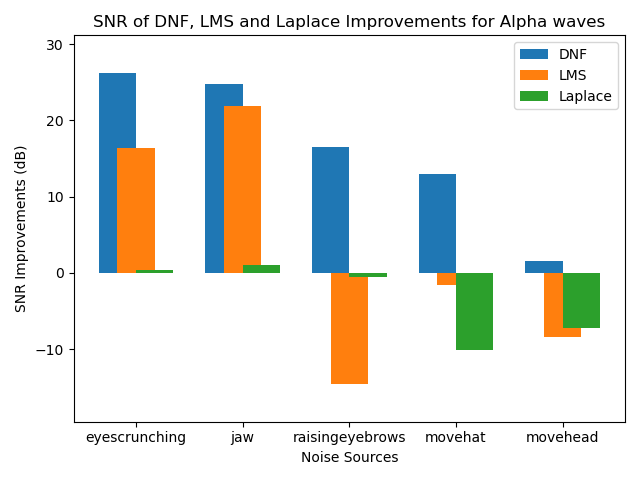 SNR of DNF, LMS and Laplace Improvements for Alpha waves
DNF
LMS
Laplace
SNR Improvements (dB)
30
20
10
0
−10
eyescrunching jaw raisingeyebrows movehat movehead
Noise Sources